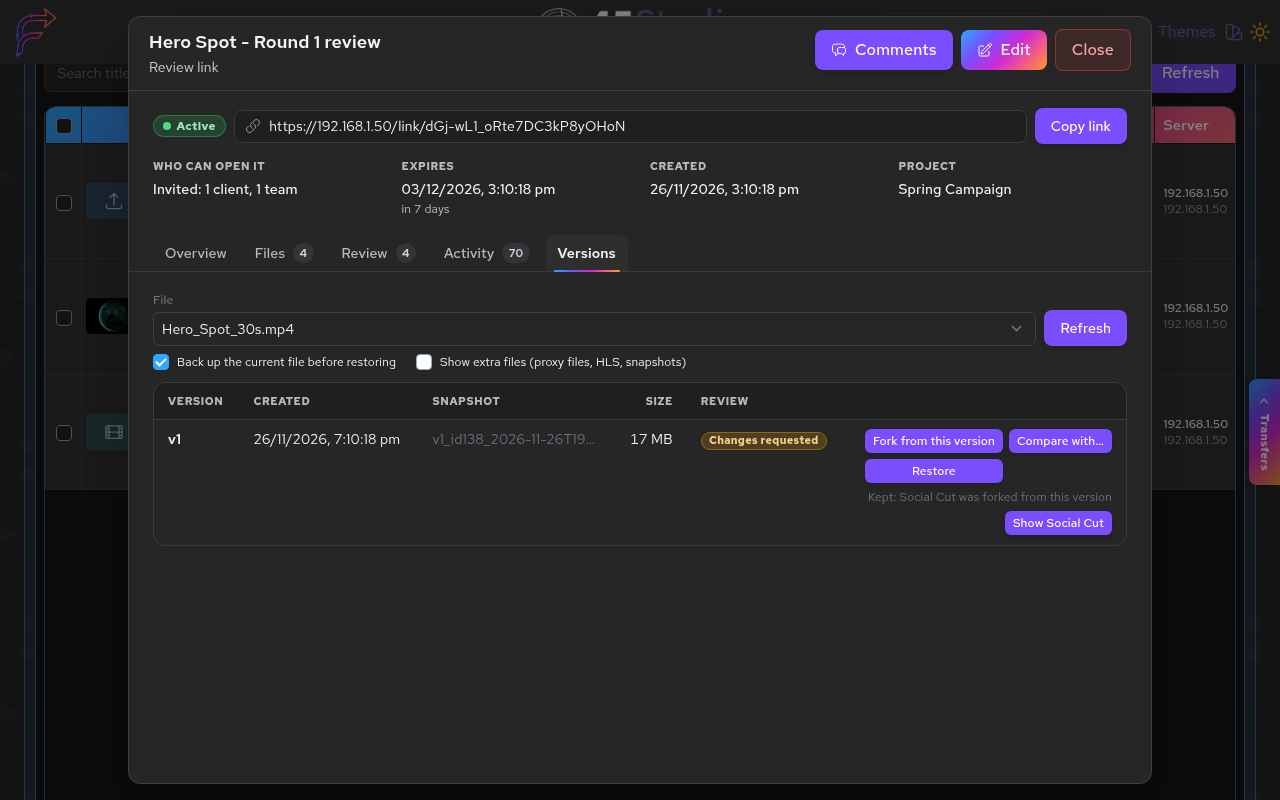 Hero Spot - Round 1 review
Review link
Comments
Edit
Close
Themes
Search title
Refresh
Server
Active
https://192.168.1.50/link/dGj-wL1_oRte7DC3kP8yOHoN
Copy link
WHO CAN OPEN IT
Invited: 1 client, 1 team
EXPIRES
03/12/2026, 3:10:18 pm
in 7 days
CREATED
26/11/2026, 3:10:18 pm
PROJECT
Spring Campaign
192.168.1.50
192.168.1.50
Overview
Files 4
Review 4
Activity 70
Versions
File
Hero_Spot_30s.mp4
Refresh
192.168.1.50
192.168.1.50
Back up the current file before restoring
Show extra files (proxy files, HLS, snapshots)
VERSION CREATED SNAPSHOT SIZE REVIEW
v1 26/11/2026, 7:10:18 pm v1_id138_2026-11-26T19... 17 MB Changes requested
Fork from this version
Compare with...
Restore
Kept: Social Cut was forked from this version
Show Social Cut
192.168.1.50
192.168.1.50
Transfers